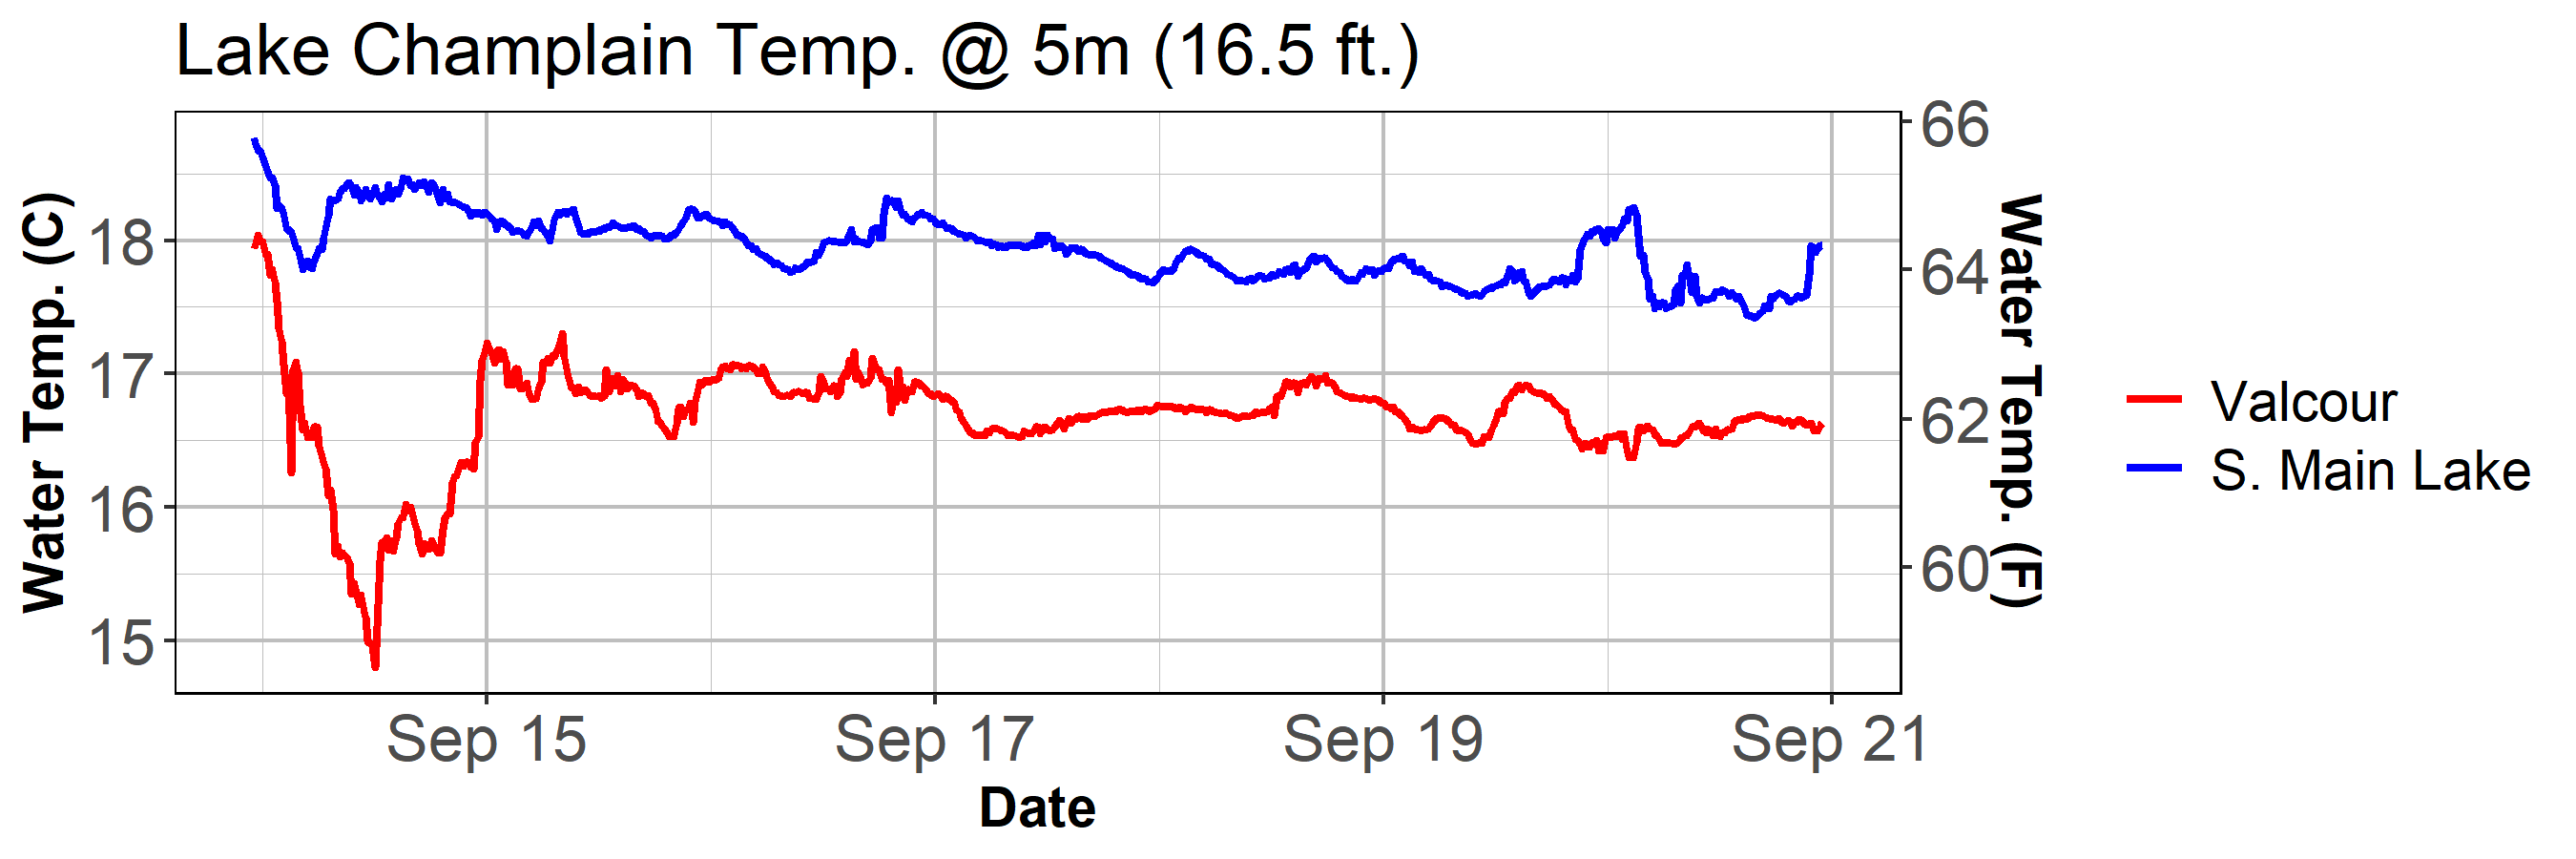 Lake Champlain Temp. @ 5m (16.5 ft.)
Water Temp. (C)
18
17
16
15
66
64
62
60
Water Temp. (F)
Sep 15
Sep 17
Sep 19
Sep 21
Date
Valcour
S. Main Lake